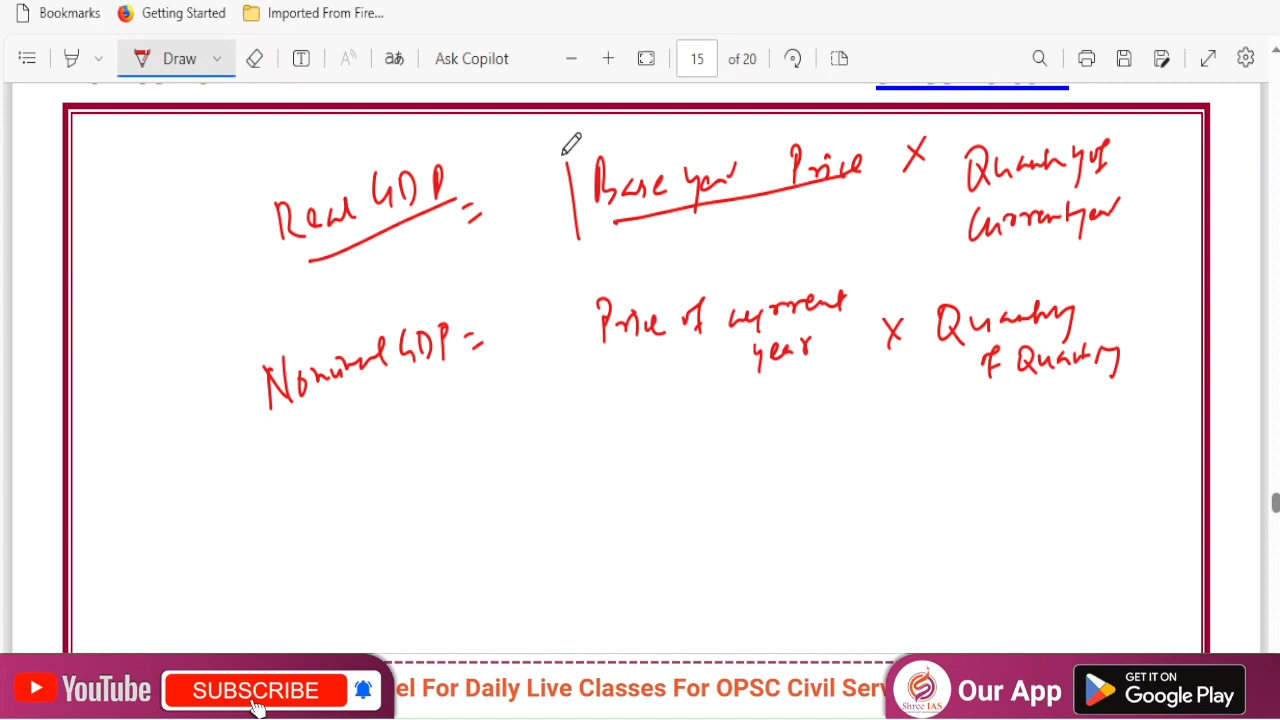 Bookmarks Getting Started Imported From Fire...
Draw Ask Copilot 15 of 20
Real GDP = Base year Price X Quantity of
Current year
Nominal GDP = Price of current
year X Quantity
of Quantity
YouTube SUBSCRIBE el For Daily Live Classes For OPSC Civil Serv Our App GET IT ON
Google Play
Shree IAS